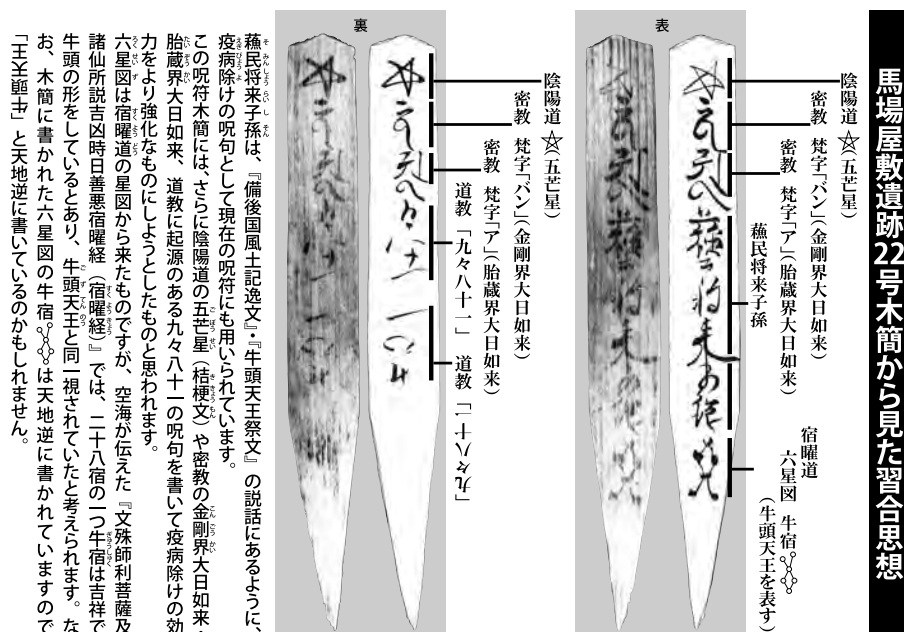 馬場屋敷遺跡22号木簡から見た習合思想
表
陰陽道 ☆(五芒星)
密教 梵字「バン」(金剛界大日如来)
密教 梵字「ア」(胎蔵界大日如来)
蘓民将来子孫
宿曜道
六星図 牛宿
(牛頭天王を表す)
裏
陰陽道 ☆(五芒星)
密教 梵字「バン」(金剛界大日如来)
密教 梵字「ア」(胎蔵界大日如来)
道教 「九々八十一」 道教 「九々八十一」
蘓民将来子孫は、『備後国風土記逸文』・『牛頭天王祭文』の説話にあるように、
疫病除けの呪句として現在の呪符にも用いられています。
この呪符木簡には、さらに陰陽道の五芒星(桔梗文)や密教の金剛界大日如来・
胎蔵界大日如来、道教に起源のある九々八十一の呪句を書いて疫病除けの効
力をより強化なものにしようとしたものと思われます。
六星図は宿曜道の星図から来たものですが、空海が伝えた『文殊師利菩薩及
諸仙所説吉凶時日善悪宿曜経(宿曜経)』では、二十八宿の一つ牛宿は吉祥で
牛頭の形をしているとあり、牛頭天王と同一視されていたと考えられます。な
お、木簡に書かれた六星図の牛宿は天地逆に書かれていますので
「牛頭天王」と天地逆に書いているのかもしれません。